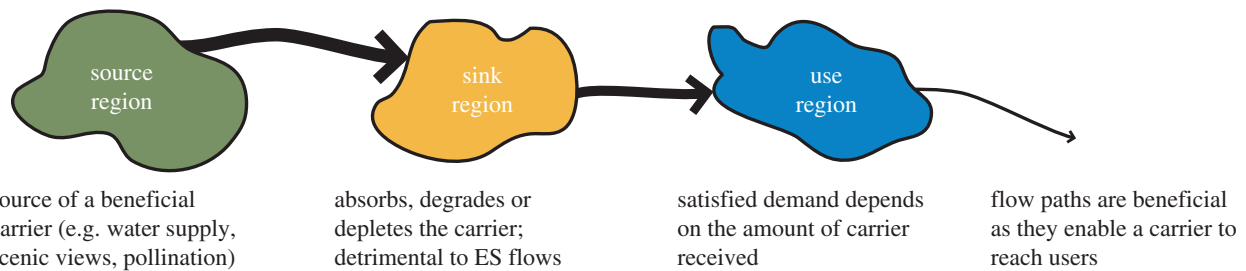 source
region
sink
region
use
region
ource of a beneficial
arrier (e.g. water supply,
cenic views, pollination)
absorbs, degrades or
depletes the carrier;
detrimental to ES flows
satisfied demand depends
on the amount of carrier
received
flow paths are beneficial
as they enable a carrier to
reach users